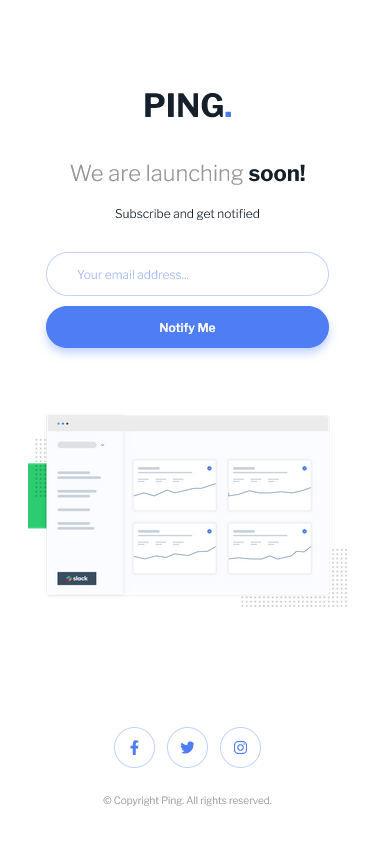 PING.
We are launching soon!
Subscribe and get notified
Your email address...
Notify Me
slack
© Copyright Ping. All rights reserved.